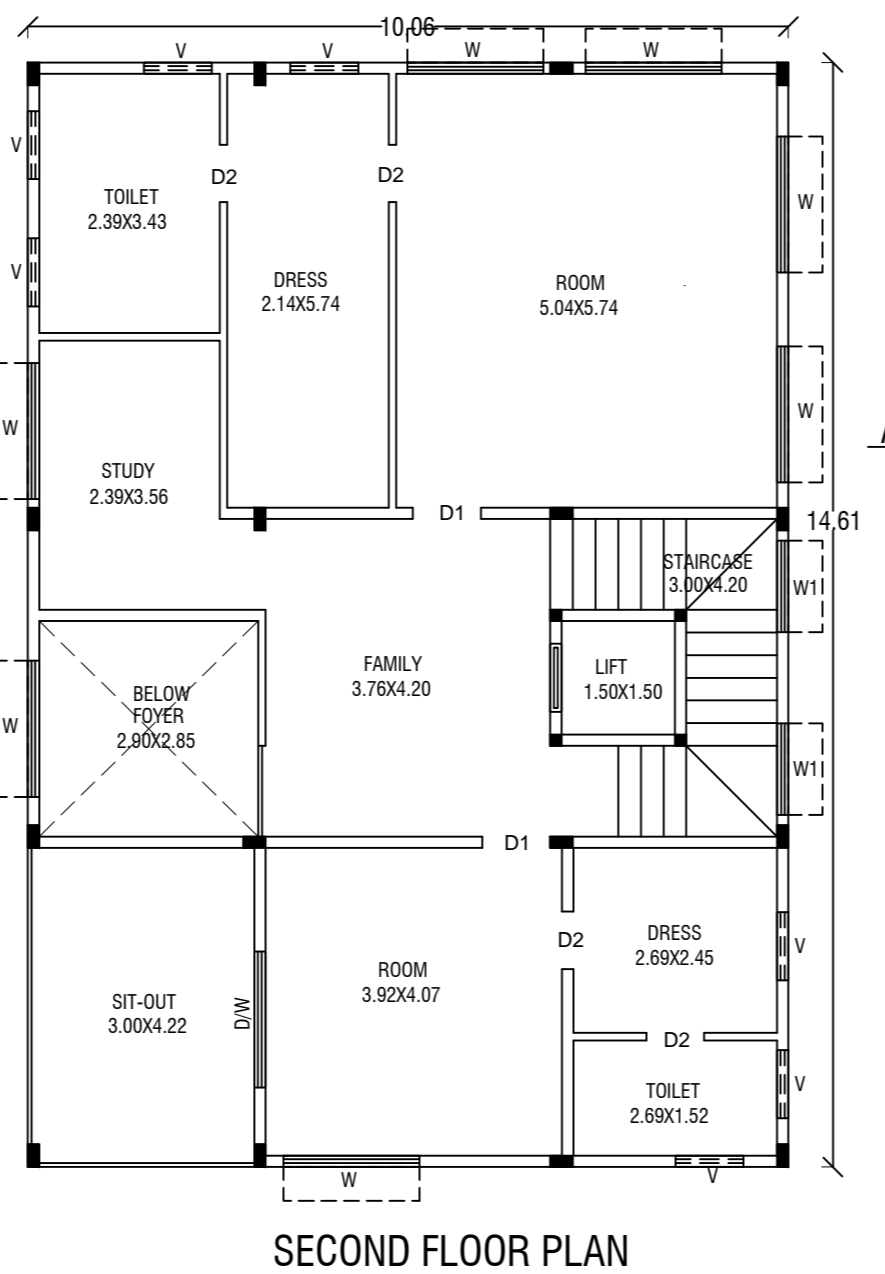 10.06
V
V
W
W
V
D2
D2
W
TOILET
2.39X3.43
V
DRESS
2.14X5.74
ROOM
5.04X5.74
W
W
STUDY
2.39X3.56
D1
14.61
STAIRCASE
3.00X4.20
W1
FAMILY
3.76X4.20
LIFT
1.50X1.50
BELOW
FOYER
2.90X2.85
W
W1
D1
D2
DRESS
2.69X2.45
V
ROOM
3.92X4.07
SIT-OUT
3.00X4.22
D/W
D2
TOILET
2.69X1.52
V
W
V
SECOND FLOOR PLAN